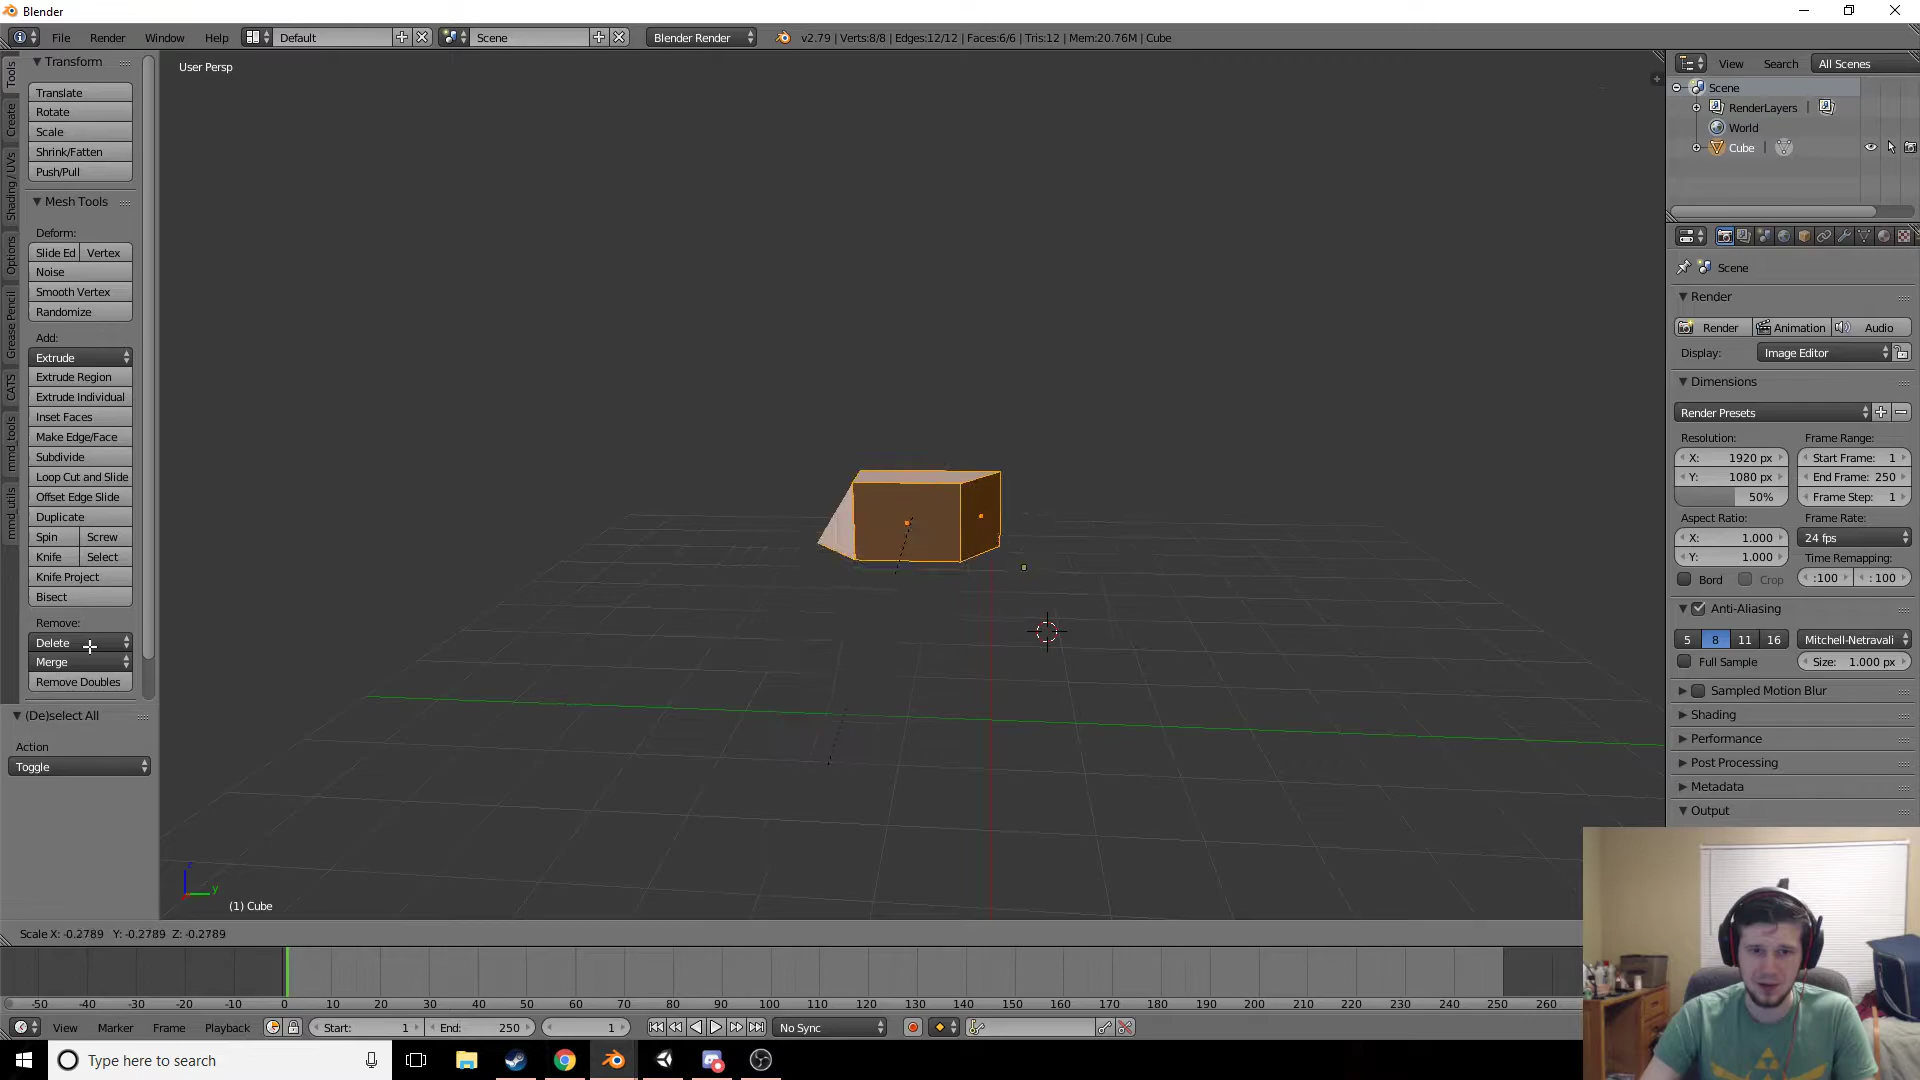 Blender
File Render Window Help Default Scene Blender Render v2.79 | Verts:8/8 | Edges:12/12 | Faces:6/6 | Tris:12 | Mem:20.76M | Cube
Tools
Create
Shading / UVs
Options
Grease Pencil
CATS
mmd_tools
mmd_utils
Transform
Translate
Rotate
Scale
Shrink/Fatten
Push/Pull
Mesh Tools
Deform:
Slide Ed Vertex
Noise
Smooth Vertex
Randomize
Add:
Extrude
Extrude Region
Extrude Individual
Inset Faces
Make Edge/Face
Subdivide
Loop Cut and Slide
Offset Edge Slide
Duplicate
Spin Screw
Knife Select
Knife Project
Bisect
Remove:
Delete
Merge
Remove Doubles
(De)select All
Action
Toggle
User Persp
z
y
(1) Cube
Scale X: -0.2789 Y: -0.2789 Z: -0.2789
View Search All Scenes
Scene
RenderLayers |
World
Cube |
Scene
Render
Render Animation Audio
Display: Image Editor
Dimensions
Render Presets
Resolution: Frame Range:
X: 1920 px Start Frame: 1
Y: 1080 px End Frame: 250
50% Frame Step: 1
Aspect Ratio: Frame Rate:
X: 1.000 24 fps
Y: 1.000 Time Remapping:
Bord Crop :100 : 100
Anti-Aliasing
5 8 11 16 Mitchell-Netravali
Full Sample Size: 1.000 px
Sampled Motion Blur
Shading
Performance
Post Processing
Metadata
Output
-50 -40 -30 -20 -10 0 10 20 30 40 50 60 70 80 90 100 110 120 130 140 150 160 170 180 190 200 210 220 230 240 250 260
View Marker Frame Playback Start: 1 End: 250 1 No Sync
Type here to search